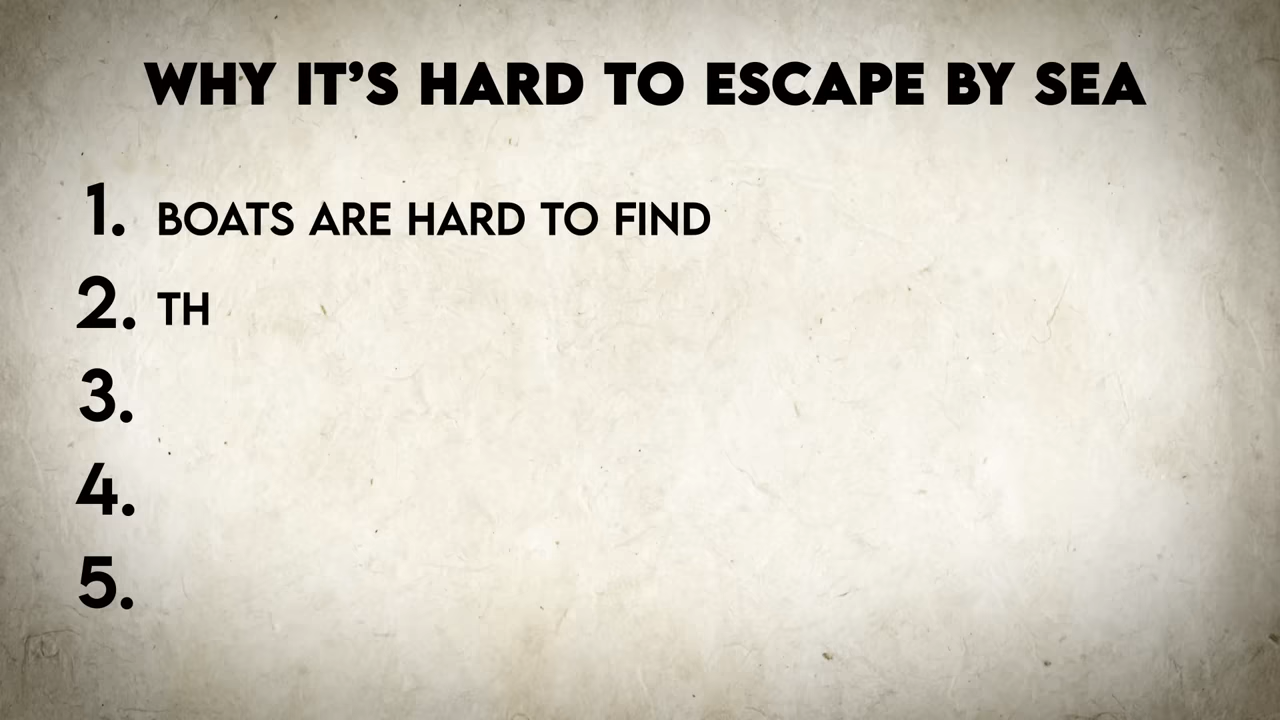 WHY IT'S HARD TO ESCAPE BY SEA
1. BOATS ARE HARD TO FIND
2. TH
3.
4.
5.